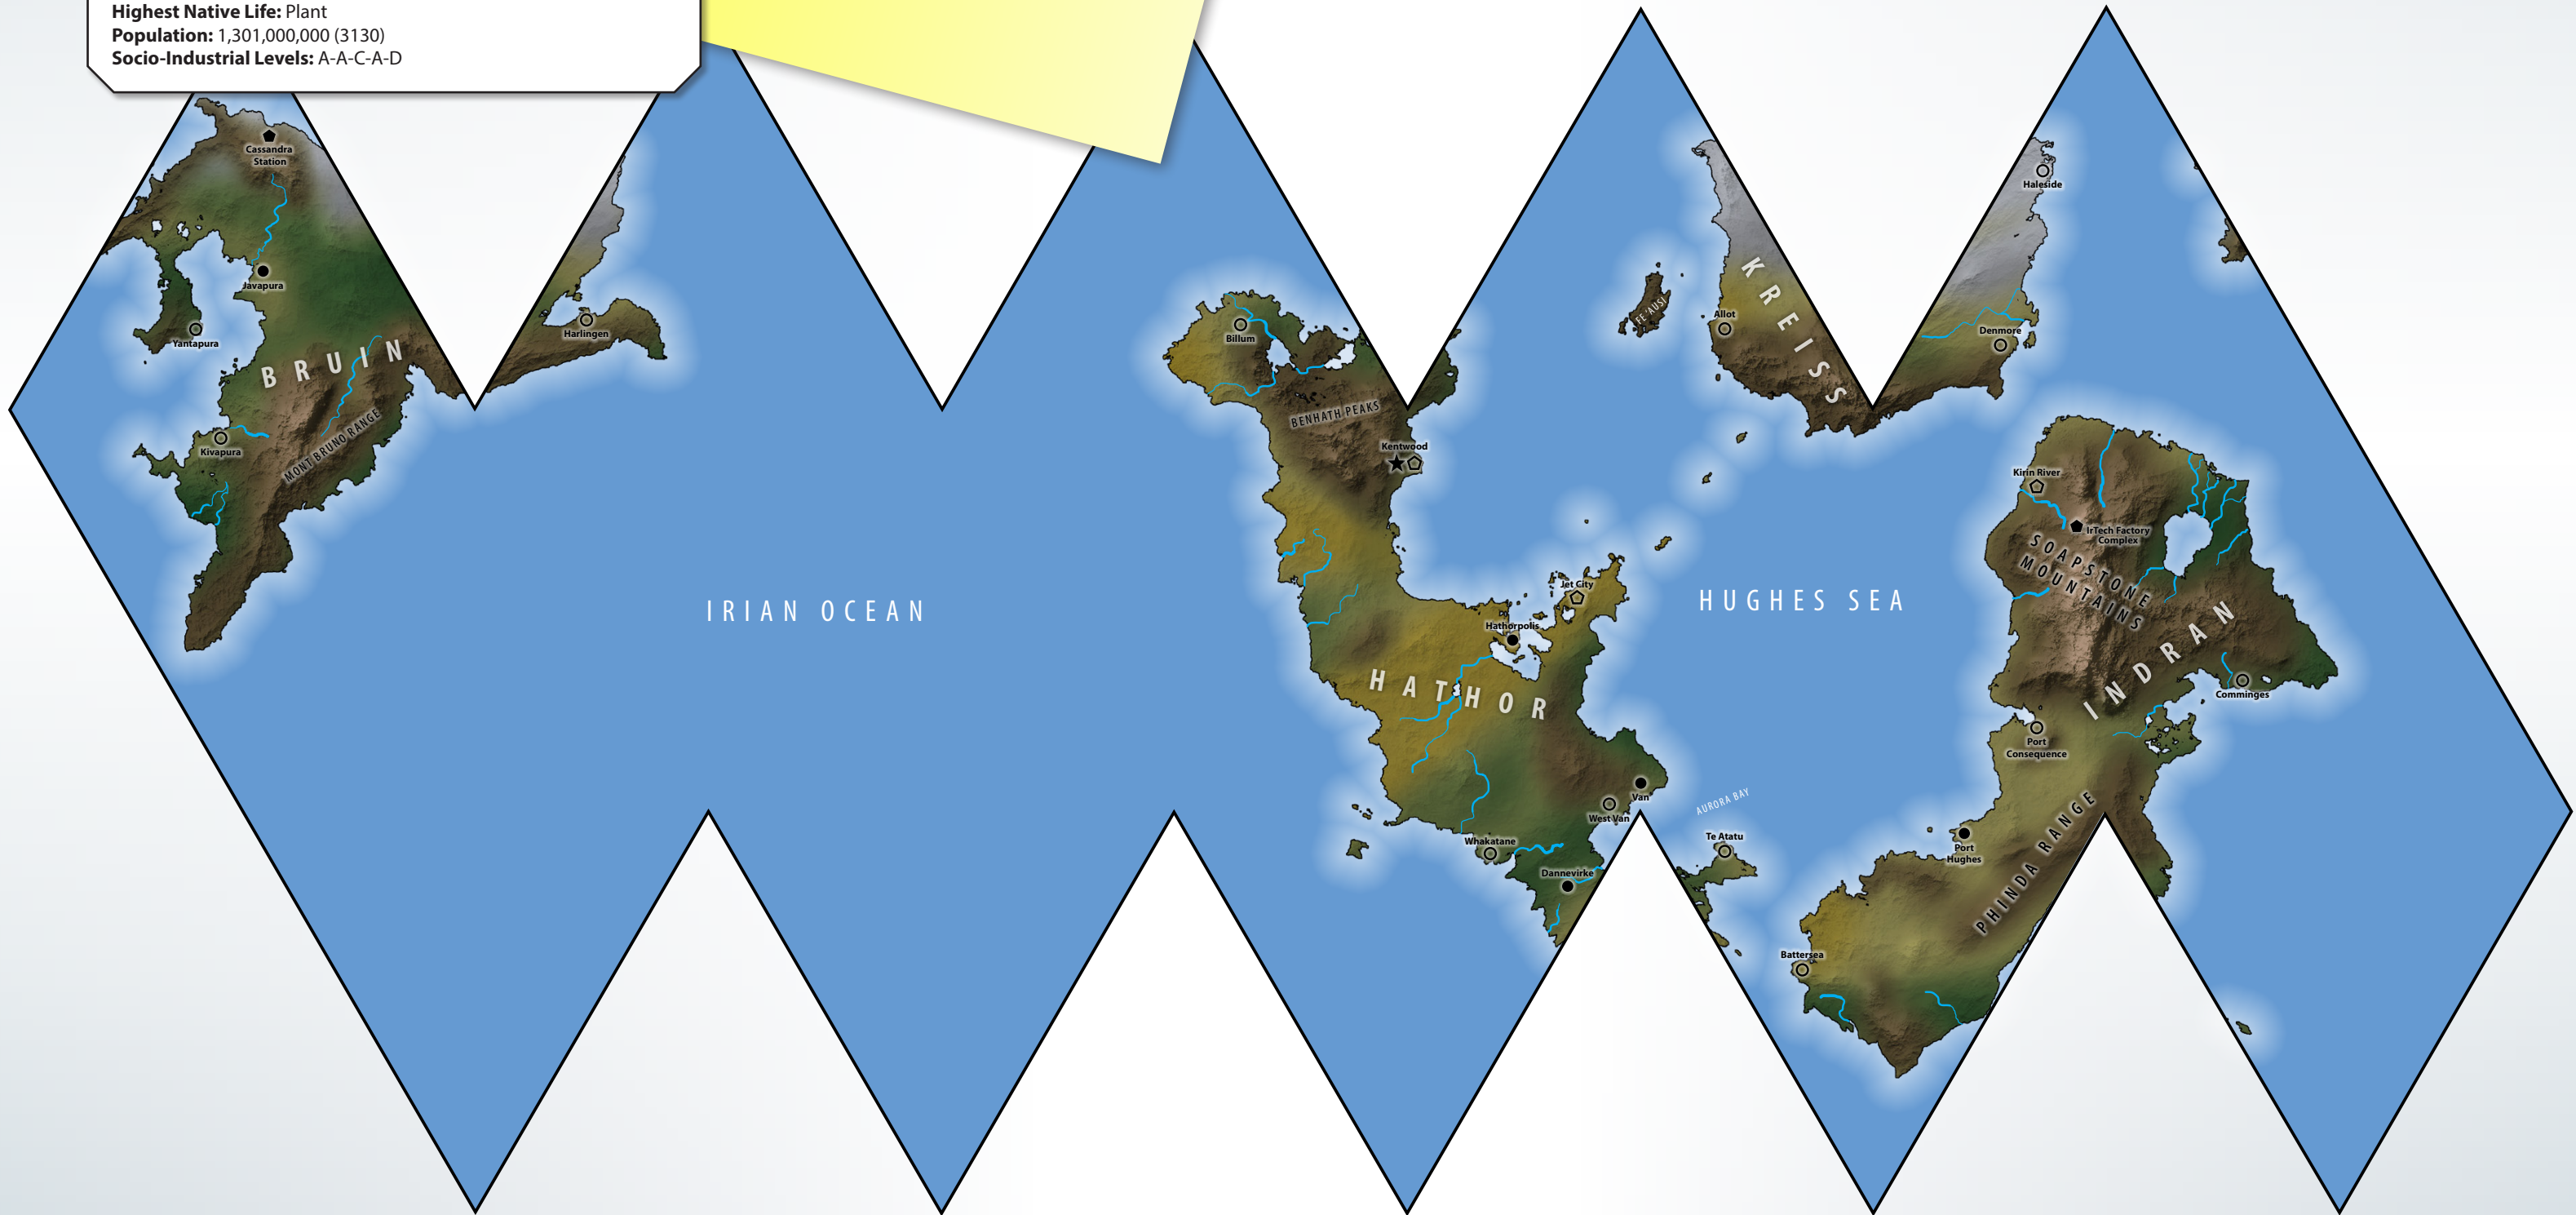 Highest Native Life: Plant
Population: 1,301,000,000 (3130)
Socio-Industrial Levels: A-A-C-A-D
Cassandra
Station
Javapura
Yantapura
BRUIN
MONT BRUNO RANGE
Kivapura
Harlingen
IRIAN OCEAN
Billum
BENHATH PEAKS
Kentwood
Jet City
Hathorpolis
HATHOR
Van
West Van
Whakatane
Dannevirke
HUGHES SEA
AURORA BAY
Te Atatu
FE 'AUSI
KREISS
Allot
Haleside
Denmore
Kirin River
IrTech Factory
Complex
SOAPSTONE
MOUNTAINS
INDRAN
Comminges
Port
Consequence
Port
Hughes
PHINDA RANGE
Battersea